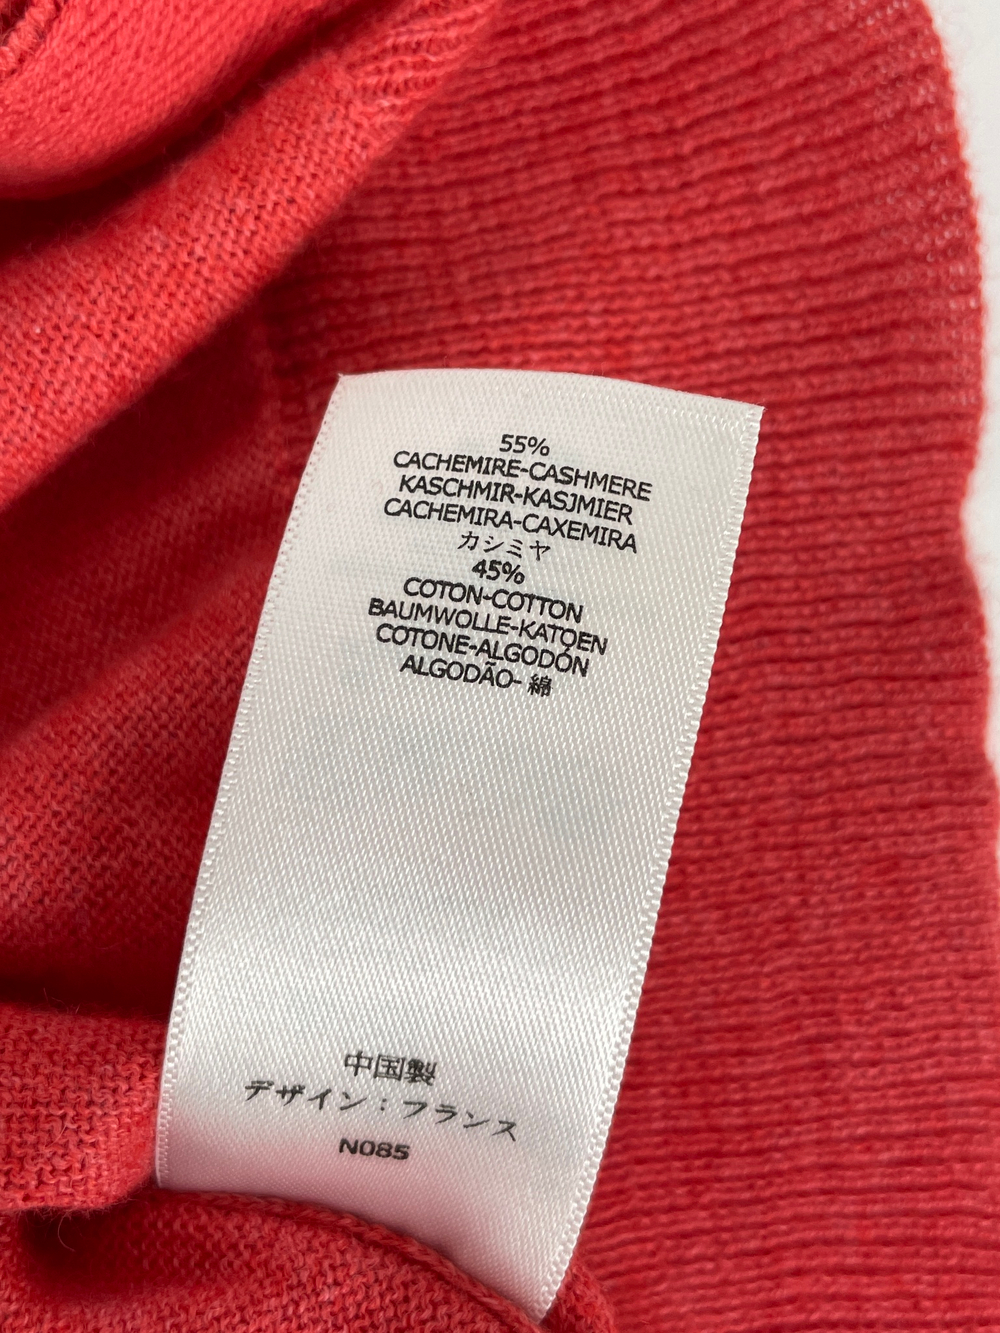 55%
CACHEMIRE-CASHMERE
KASCHMIR-KASJMIER
CACHEMIRA-CAXEMIRA
カシミヤ
45%
COTON-COTTON
BAUMWOLLE-KATOEN
COTONE-ALGODÓN
ALGODÃO- 綿
中国製
デザイン：フランス
N085